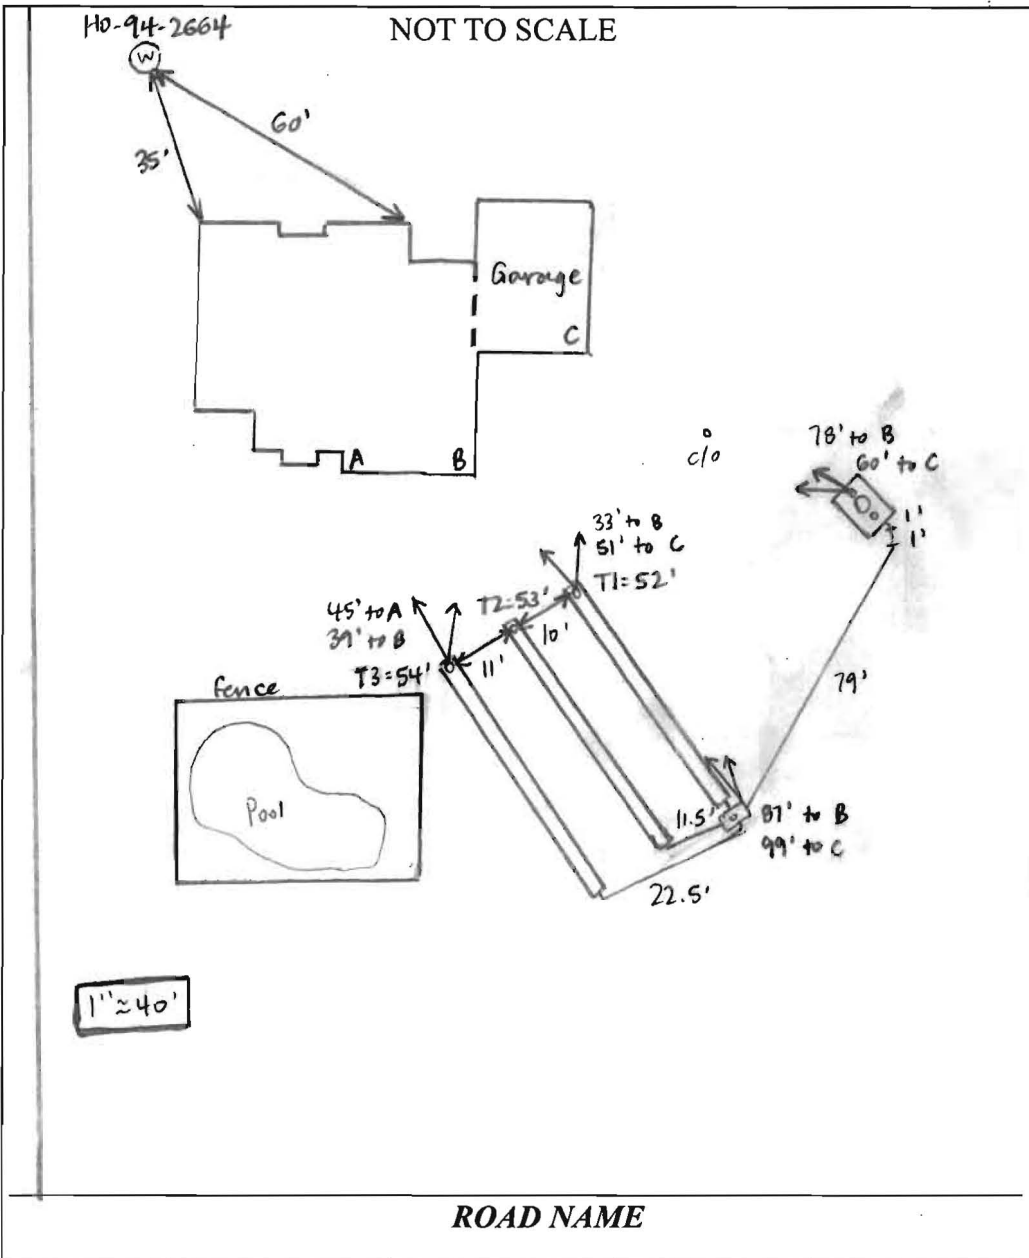 HO-94-2664
NOT TO SCALE
W
60'
35'
Garage
C
A
B
c/o
78' to B
60' to C
1'
1'
33' to B
51' to C
T1=52'
T2=53'
10'
45' to A
39' to B
T3=54'
11'
fence
Pool
79'
11.5'
87' to B
99' to C
22.5'
1"≈40'
ROAD NAME